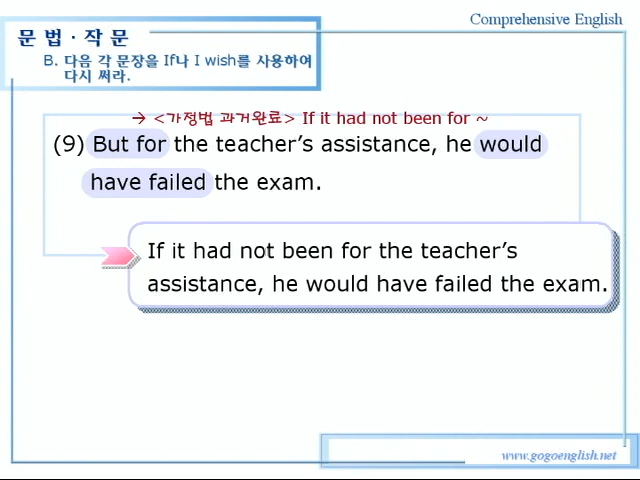 Comprehensive English
문 법 · 작 문
B. 다음 각 문장을 If나 I wish를 사용하여
다시 써라.
→ <가정법 과거완료> If it had not been for ~
(9) But for the teacher's assistance, he would
have failed the exam.
If it had not been for the teacher's
assistance, he would have failed the exam.
www.gogoenglish.net